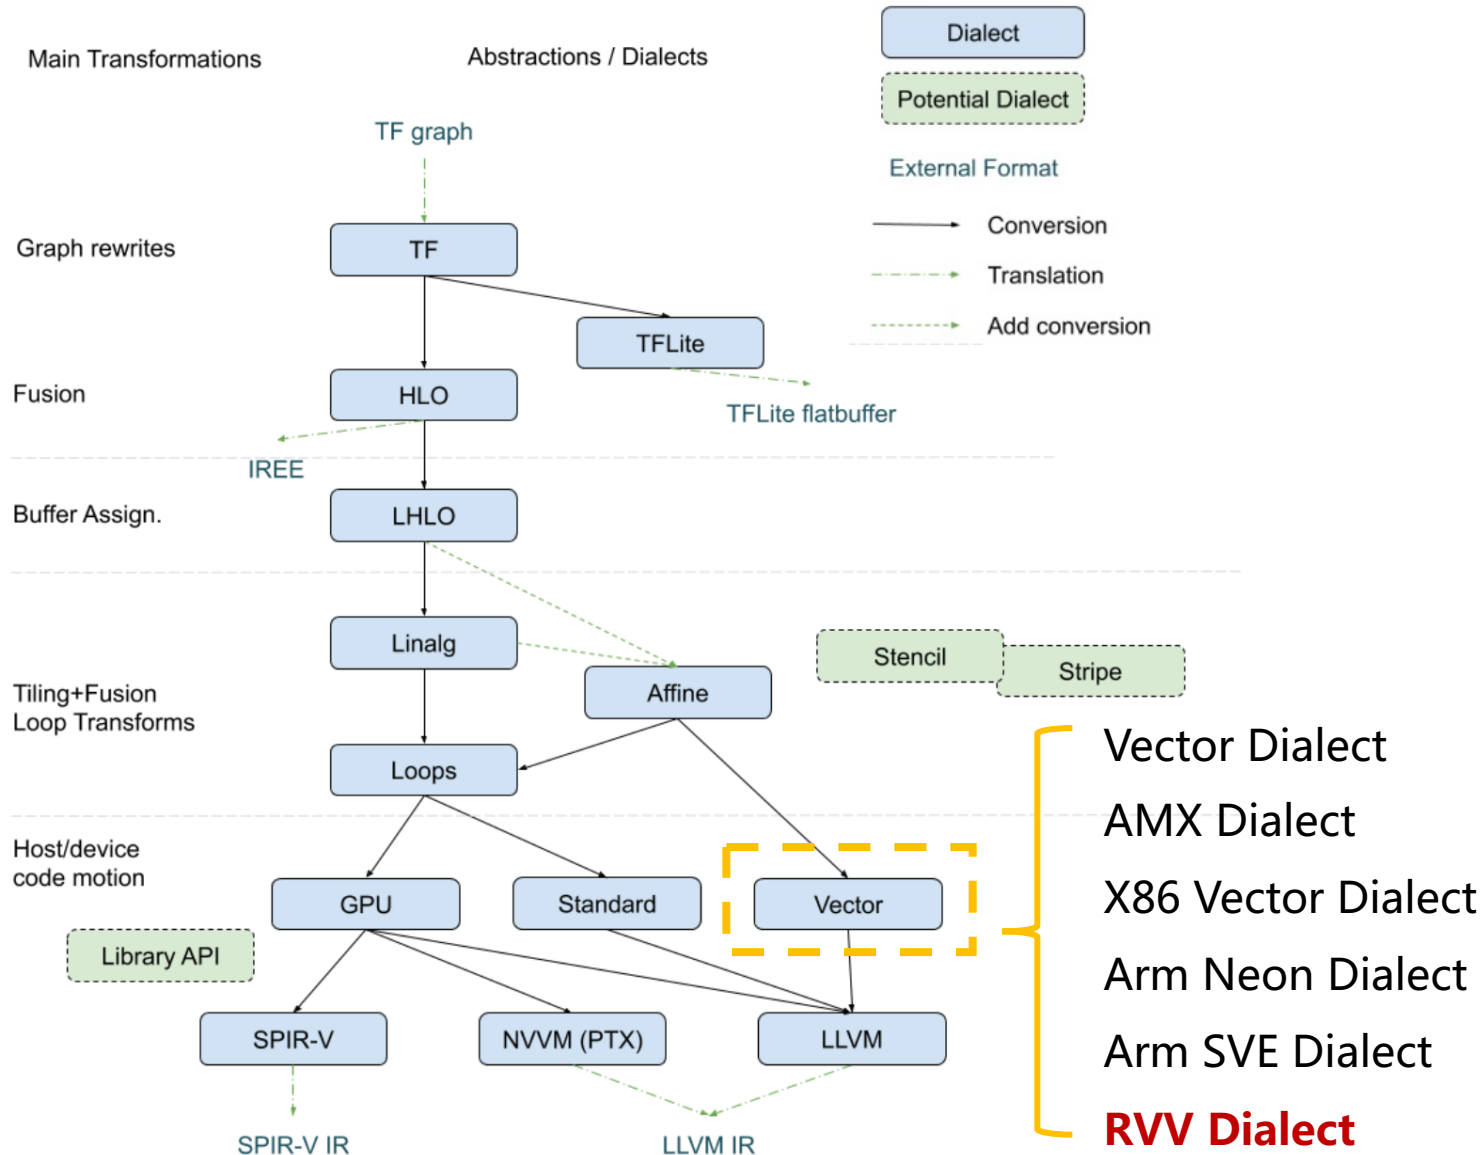 Main Transformations
Abstractions / Dialects
Dialect
Potential Dialect
External Format
Conversion
Translation
Add conversion
TF graph
Graph rewrites
TF
TFLite
Fusion
HLO
TFLite flatbuffer
IREE
Buffer Assign.
LHLO
Linalg
Stencil
Stripe
Tiling+Fusion
Loop Transforms
Affine
Loops
Host/device
code motion
GPU
Standard
Vector
Library API
SPIR-V
NVVM (PTX)
LLVM
SPIR-V IR
LLVM IR
Vector Dialect
AMX Dialect
X86 Vector Dialect
Arm Neon Dialect
Arm SVE Dialect
RVV Dialect